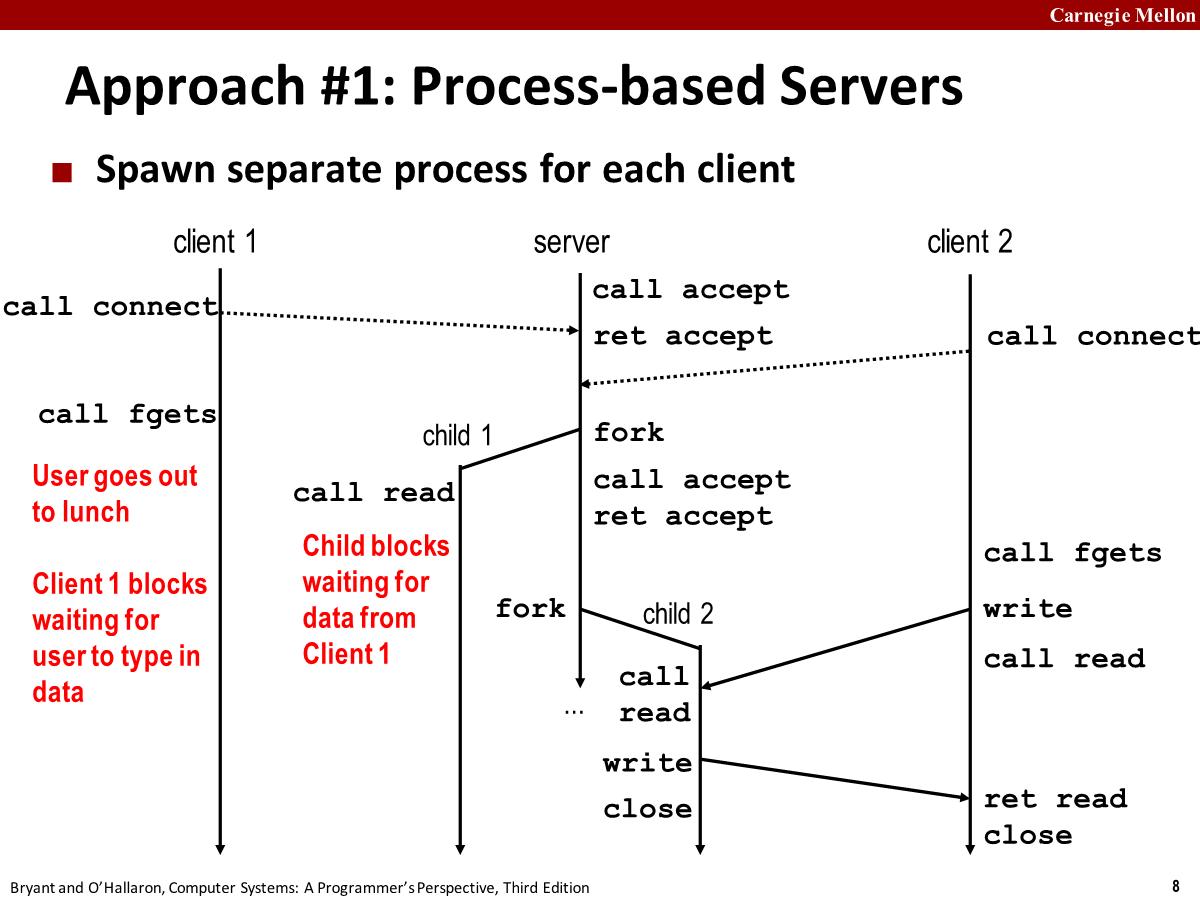 Carnegie Mellon
Approach #1: Process-based Servers
Spawn separate process for each client
client 1
server
client 2
call connect
call accept
ret accept
call connect
call fgets
child 1
fork
User goes out
to lunch
call read
call accept
ret accept
Child blocks
waiting for
data from
Client 1
call fgets
Client 1 blocks
waiting for
user to type in
data
fork
child 2
write
call read
call
read
...
write
close
ret read
close
Bryant and O’Hallaron, Computer Systems: A Programmer’s Perspective, Third Edition
8